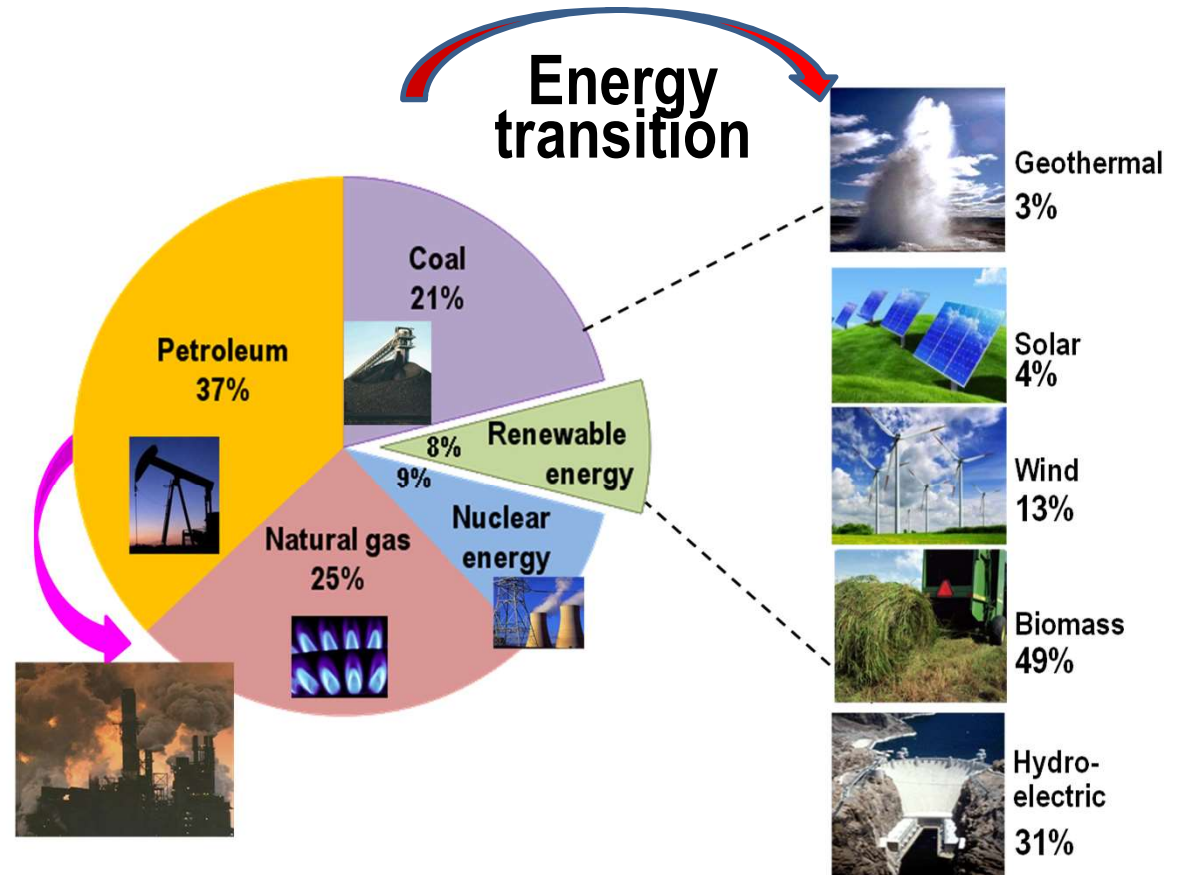 Energy
transition
Coal
21%
Petroleum
37%
8%
Renewable
energy
9%
Nuclear
energy
Natural gas
25%
Geothermal
3%
Solar
4%
Wind
13%
Biomass
49%
Hydro-
electric
31%